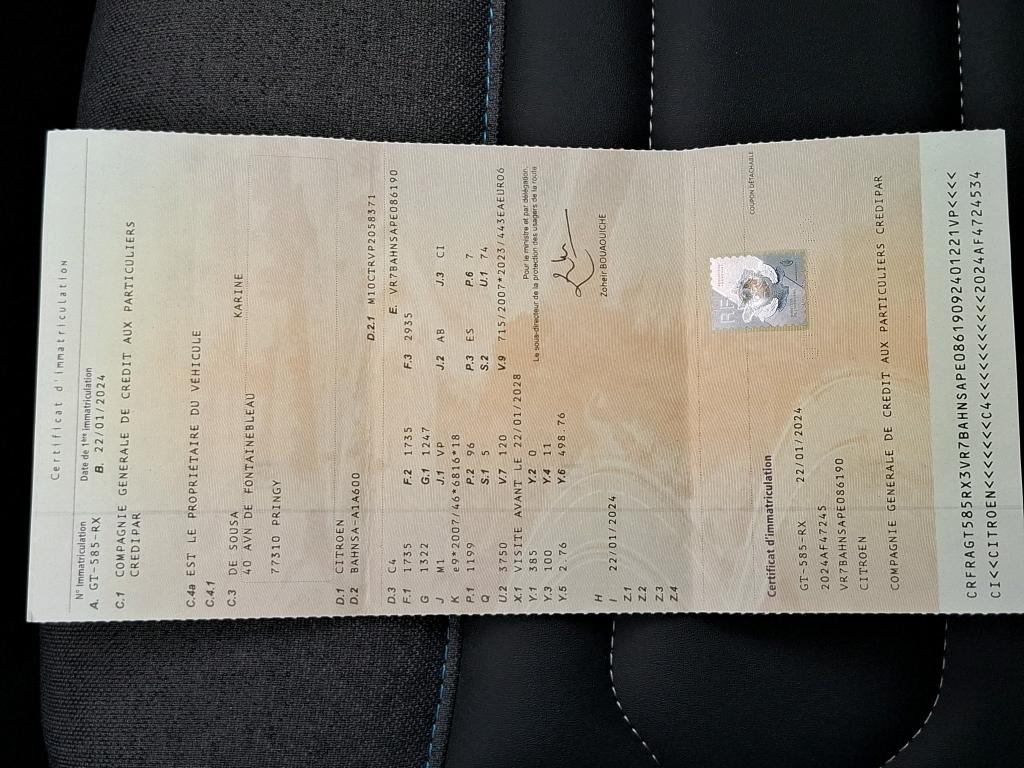 Certificat d'immatriculation
N° Immatriculation Date de 1ère immatriculation
A. GT-585-RX B. 22/01/2024
C.1 COMPAGNIE GENERALE DE CREDIT AUX PARTICULIERS
CREDIPAR
C.4a EST LE PROPRIÉTAIRE DU VÉHICULE
C.4.1
C.3 DE SOUSA KARINE
40 AVN DE FONTAINEBLEAU
77310 PRINGY
D.1 CITROEN
D.2 BAHNSA-A1A600 D.2.1 M10CTRVP2058371
D.3 C4 E. VR7BAHNSAPE086190
F.1 1735 F.2 1735 F.3 2935
G 1322 G.1 1247
J M1 J.1 VP J.2 AB J.3 CI
K e9*2007/46*6816*18
P.1 1199 P.2 96 P.3 ES P.6 7
Q S.1 5 S.2 U.1 74
U.2 3750 V.7 120 V.9 715/2007*2023/443EAEURO6
X.1 VISITE AVANT LE 22/01/2028
Y.1 385 Y.2 0
Y.3 100 Y.4 11
Y.5 2.76 Y.6 498.76
Pour le ministre et par délégation,
Le sous-directeur de la protection des usagers de la route
Zoheir BOUAOUICHE
H
I 22/01/2024
Z.1
Z.2
Z.3
Z.4
COUPON DÉTACHABLE
RF
Certificat d'immatriculation
GT-585-RX 22/01/2024
2024AF47245
VR7BAHNSAPE086190
CITROEN
COMPAGNIE GENERALE DE CREDIT AUX PARTICULIERS CREDIPAR
CRFRAGT585RX3VR7BAHNSAPE08619092401221VP<<<<
CI<<CITROEN<<<<<<C4<<<<<<<<<<<2024AF4724534